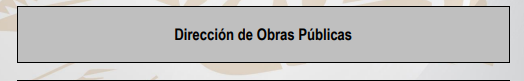 Dirección de Obras Públicas